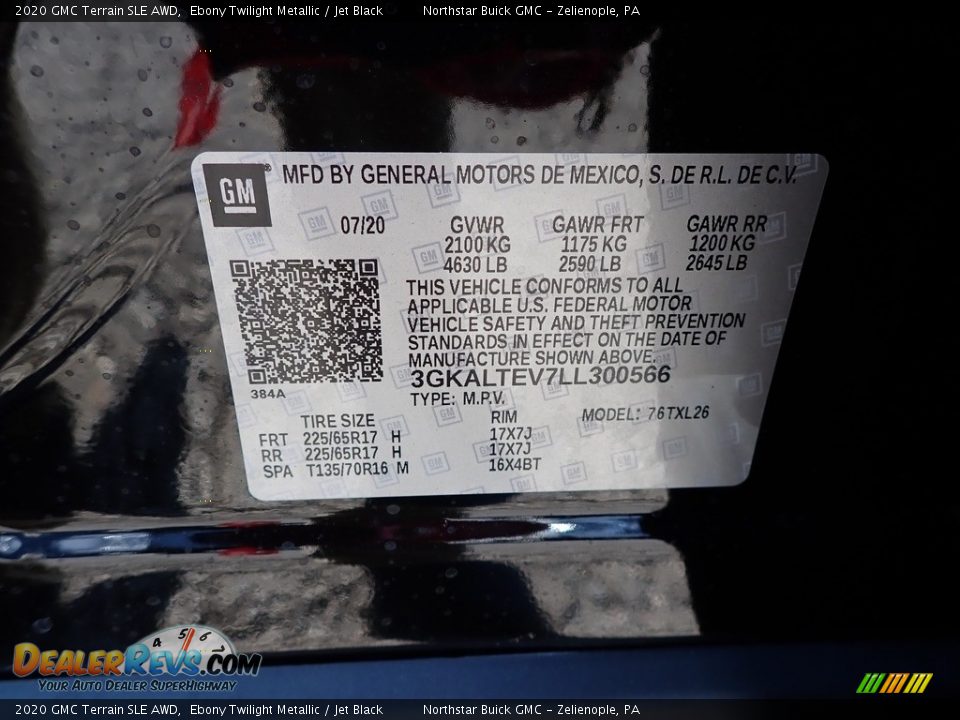 2020 GMC Terrain SLE AWD, Ebony Twilight Metallic / Jet Black Northstar Buick GMC - Zelienople, PA
GM MFD BY GENERAL MOTORS DE MEXICO, S. DE R.L. DE C.V.
07/20 GVWR GAWR FRT GAWR RR
2100 KG 1175 KG 1200 KG
4630 LB 2590 LB 2645 LB
THIS VEHICLE CONFORMS TO ALL
APPLICABLE U.S. FEDERAL MOTOR
VEHICLE SAFETY AND THEFT PREVENTION
STANDARDS IN EFFECT ON THE DATE OF
MANUFACTURE SHOWN ABOVE.
3GKALTEV7LL300566
384A TYPE: M.P.V.
TIRE SIZE RIM MODEL: 76TXL26
FRT 225/65R17 H 17X7J
RR 225/65R17 H 17X7J
SPA T135/70R16 M 16X4BT
4 5 6
DEALERREVS.COM
YOUR AUTO DEALER SUPERHIGHWAY
2020 GMC Terrain SLE AWD, Ebony Twilight Metallic / Jet Black Northstar Buick GMC - Zelienople, PA